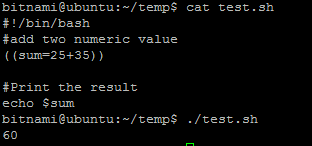 bitnami@ubuntu:~/temp$ cat test.sh
#!/bin/bash
#add two numeric value
((sum=25+35))

#Print the result
echo $sum
bitnami@ubuntu:~/temp$ ./test.sh
60